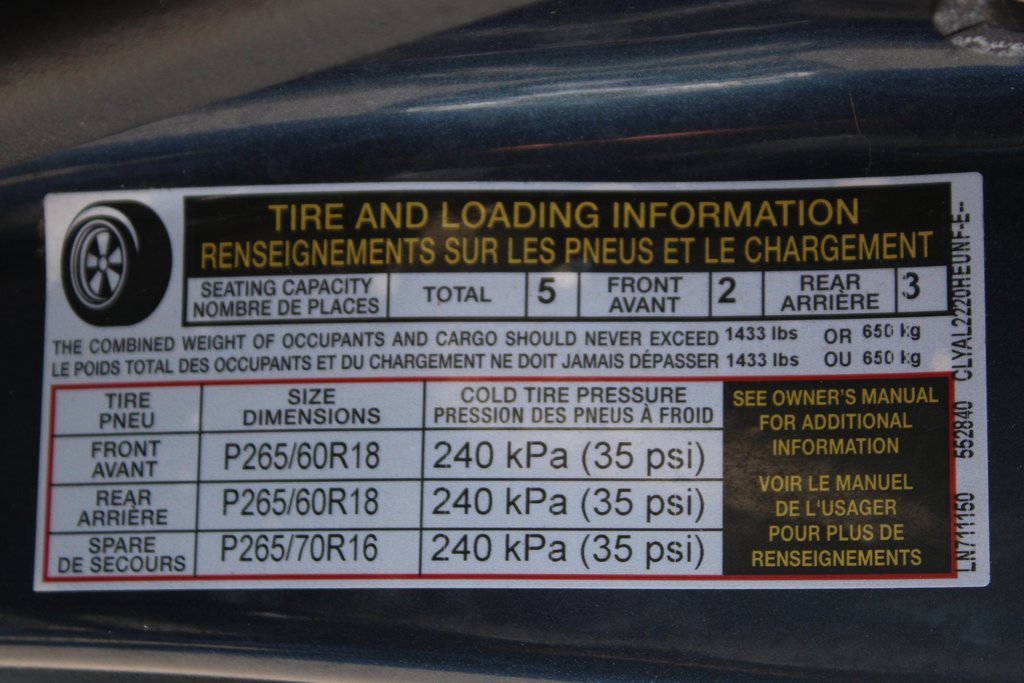 TIRE AND LOADING INFORMATION
RENSEIGNEMENTS SUR LES PNEUS ET LE CHARGEMENT
SEATING CAPACITY
NOMBRE DE PLACES
TOTAL
5
FRONT
AVANT
2
REAR
ARRIÈRE
3
THE COMBINED WEIGHT OF OCCUPANTS AND CARGO SHOULD NEVER EXCEED 1433 lbs OR 650 kg
LE POIDS TOTAL DES OCCUPANTS ET DU CHARGEMENT NE DOIT JAMAIS DÉPASSER 1433 lbs OU 650 kg
TIRE
PNEU
SIZE
DIMENSIONS
COLD TIRE PRESSURE
PRESSION DES PNEUS À FROID
FRONT
AVANT
P265/60R18
240 kPa (35 psi)
REAR
ARRIÈRE
P265/60R18
240 kPa (35 psi)
SPARE
DE SECOURS
P265/70R16
240 kPa (35 psi)
SEE OWNER'S MANUAL
FOR ADDITIONAL
INFORMATION
VOIR LE MANUEL
DE L'USAGER
POUR PLUS DE
RENSEIGNEMENTS
LN711150 552840 CLYAL2220HEUNF-E--